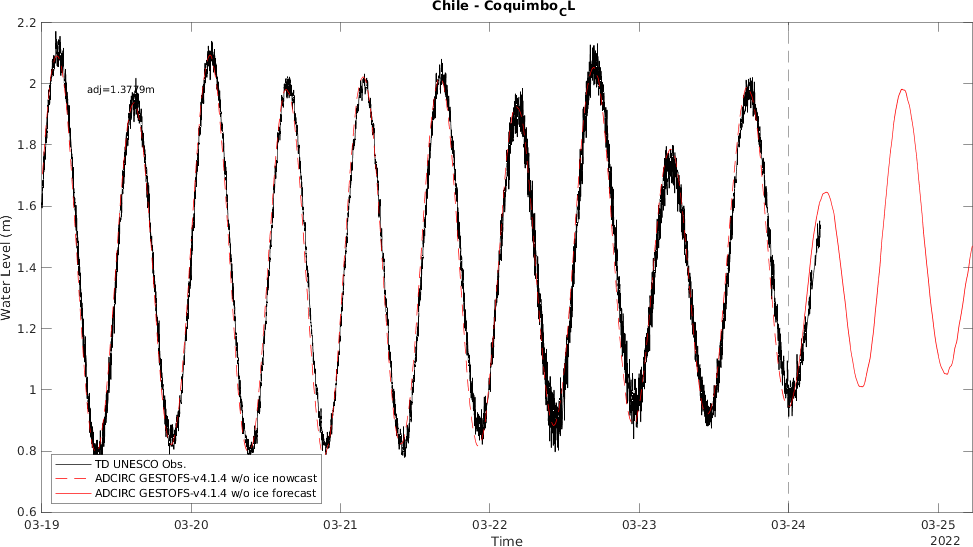 Chile - Coquimbo_CL
2.2
2
1.8
1.6
1.4
1.2
1
0.8
0.6
Water Level (m)
adj=1.3779m
TD UNESCO Obs.
ADCIRC GESTOFS-v4.1.4 w/o ice nowcast
ADCIRC GESTOFS-v4.1.4 w/o ice forecast
03-19 03-20 03-21 03-22 03-23 03-24 03-25
Time 2022